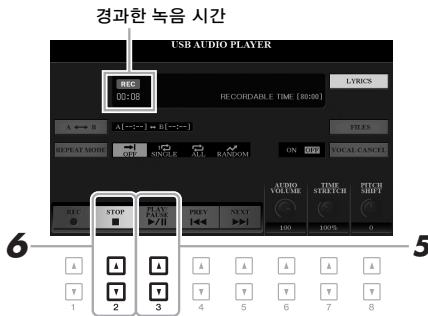 경과한 녹음 시간
USB AUDIO PLAYER
REC
00:08
RECORDABLE TIME [80:00]
LYRICS
A ⟷ B A[--:--] ↔ B[--:--] FILES
REPEAT MODE OFF SINGLE ALL RANDOM ON OFF VOCAL CANCEL
AUDIO VOLUME TIME STRETCH PITCH SHIFT
REC STOP PLAY/PAUSE PREV NEXT
100 100% 0
6 5
1 2 3 4 5 6 7 8